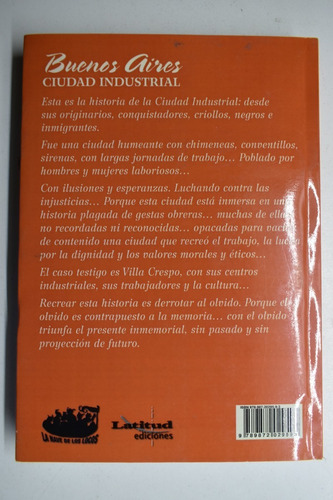 Buenos Aires
CIUDAD INDUSTRIAL
Esta es la historia de la Ciudad Industrial: desde
sus originarios, conquistadores, criollos, negros e
inmigrantes.
Fue una ciudad humeante con chimeneas, conventillos,
sirenas, con largas jornadas de trabajo... Poblado por
hombres y mujeres laboriosos...
Con ilusiones y esperanzas. Luchando contra las
injusticias... Porque esta ciudad está inmersa en una
historia plagada de gestas obreras... muchas de ellas
no recordadas ni reconocidas... opacadas para vaciar
de contenido una ciudad que recreó el trabajo, la lucha
por la dignidad y los valores morales y éticos...
El caso testigo es Villa Crespo, con sus centros
industriales, sus trabajadores y la cultura...
Recrear esta historia es derrotar al olvido. Porque el
olvido es contrapuesto a la memoria... con el olvido
triunfa el presente inmemorial, sin pasado y sin
proyección de futuro.
LA NAVE DE LOS LOCOS
Latitud
ediciones